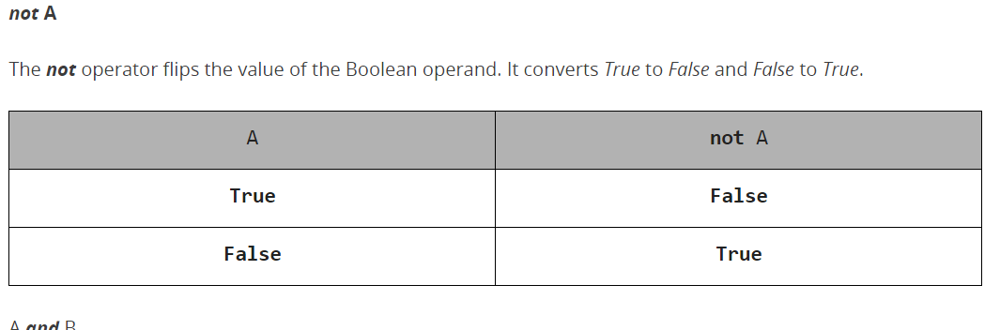 not A
The not operator flips the value of the Boolean operand. It converts True to False and False to True.
A not A
True False
False True
A and B